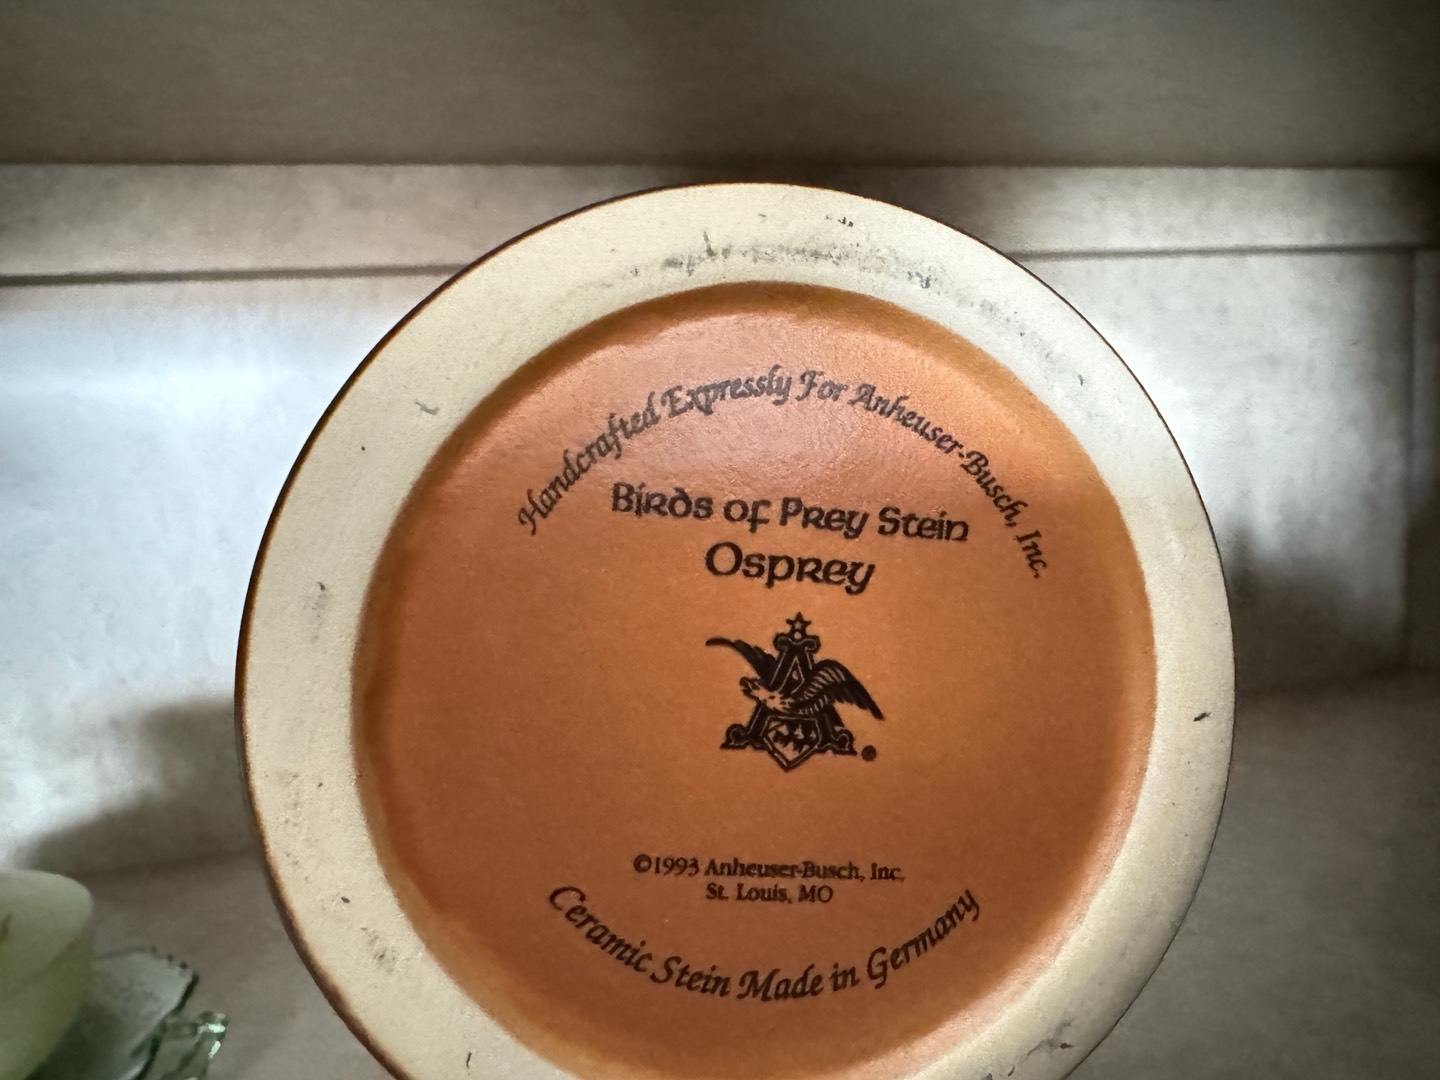 Handcrafted Expressly For Anheuser-Busch, Inc.
Birds of Prey Stein
Osprey
A
©1993 Anheuser-Busch, Inc.
St. Louis, MO
Ceramic Stein Made in Germany